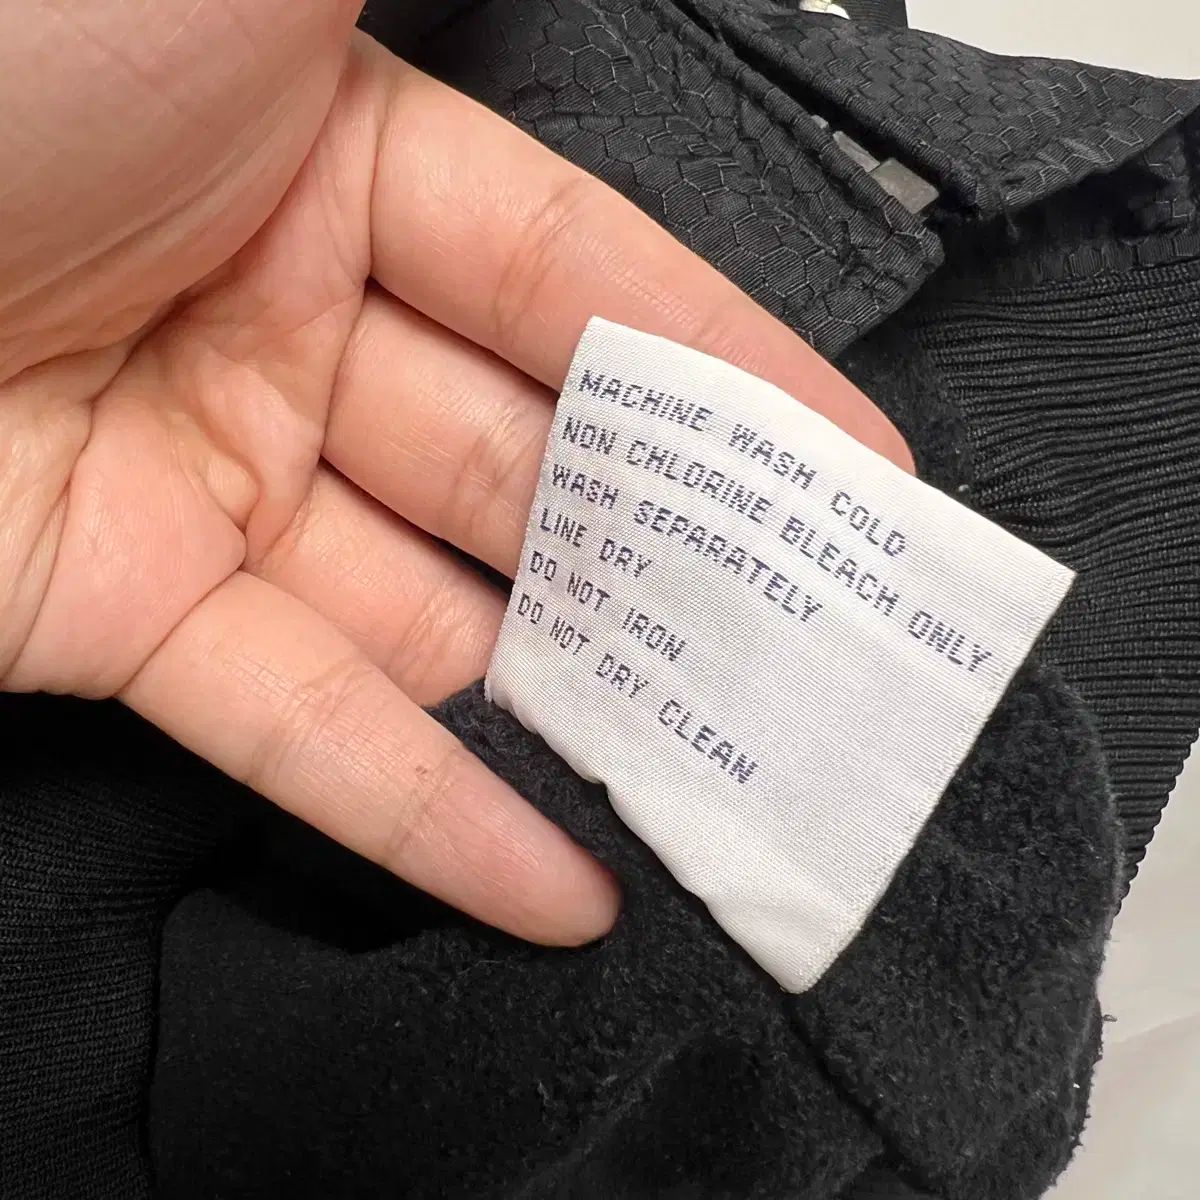 MACHINE WASH COLD
NON CHLORINE BLEACH ONLY
WASH SEPARATELY
LINE DRY
DO NOT IRON
DO NOT DRY CLEAN